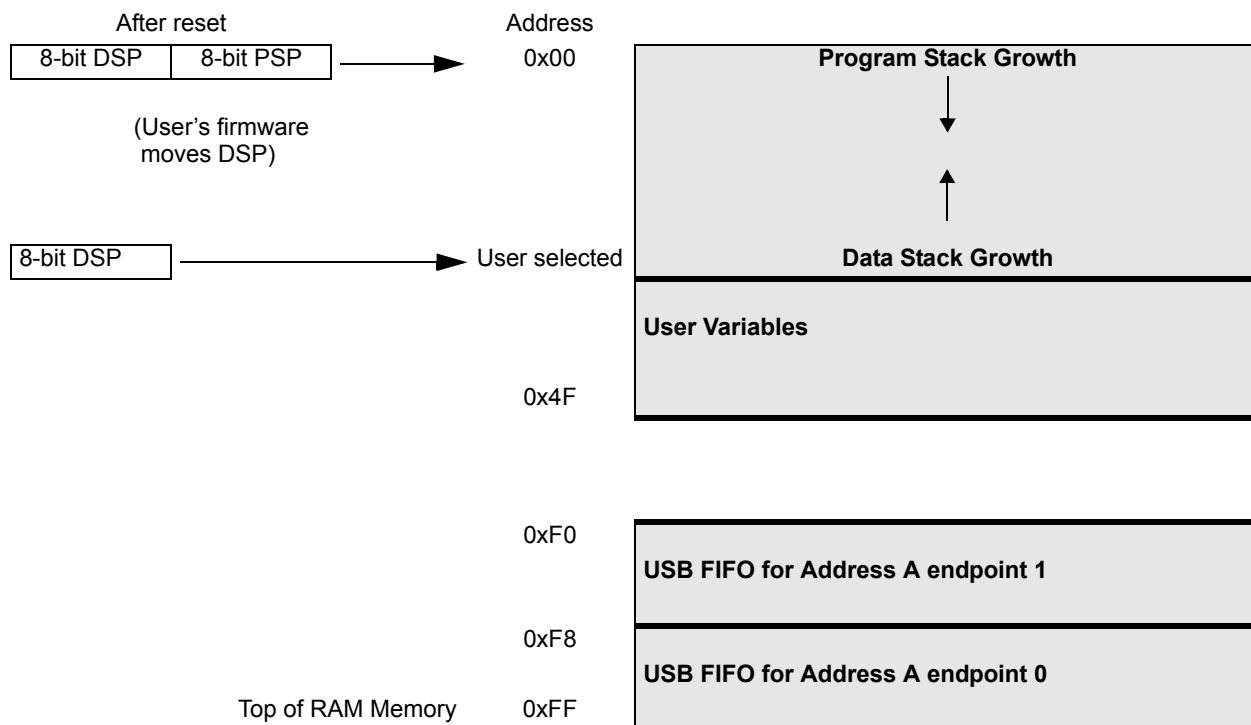 After reset
Address
8-bit DSP 8-bit PSP
0x00
Program Stack Growth
(User’s firmware
moves DSP)
8-bit DSP
User selected
Data Stack Growth
User Variables
0x4F
0xF0
USB FIFO for Address A endpoint 1
0xF8
USB FIFO for Address A endpoint 0
Top of RAM Memory
0xFF